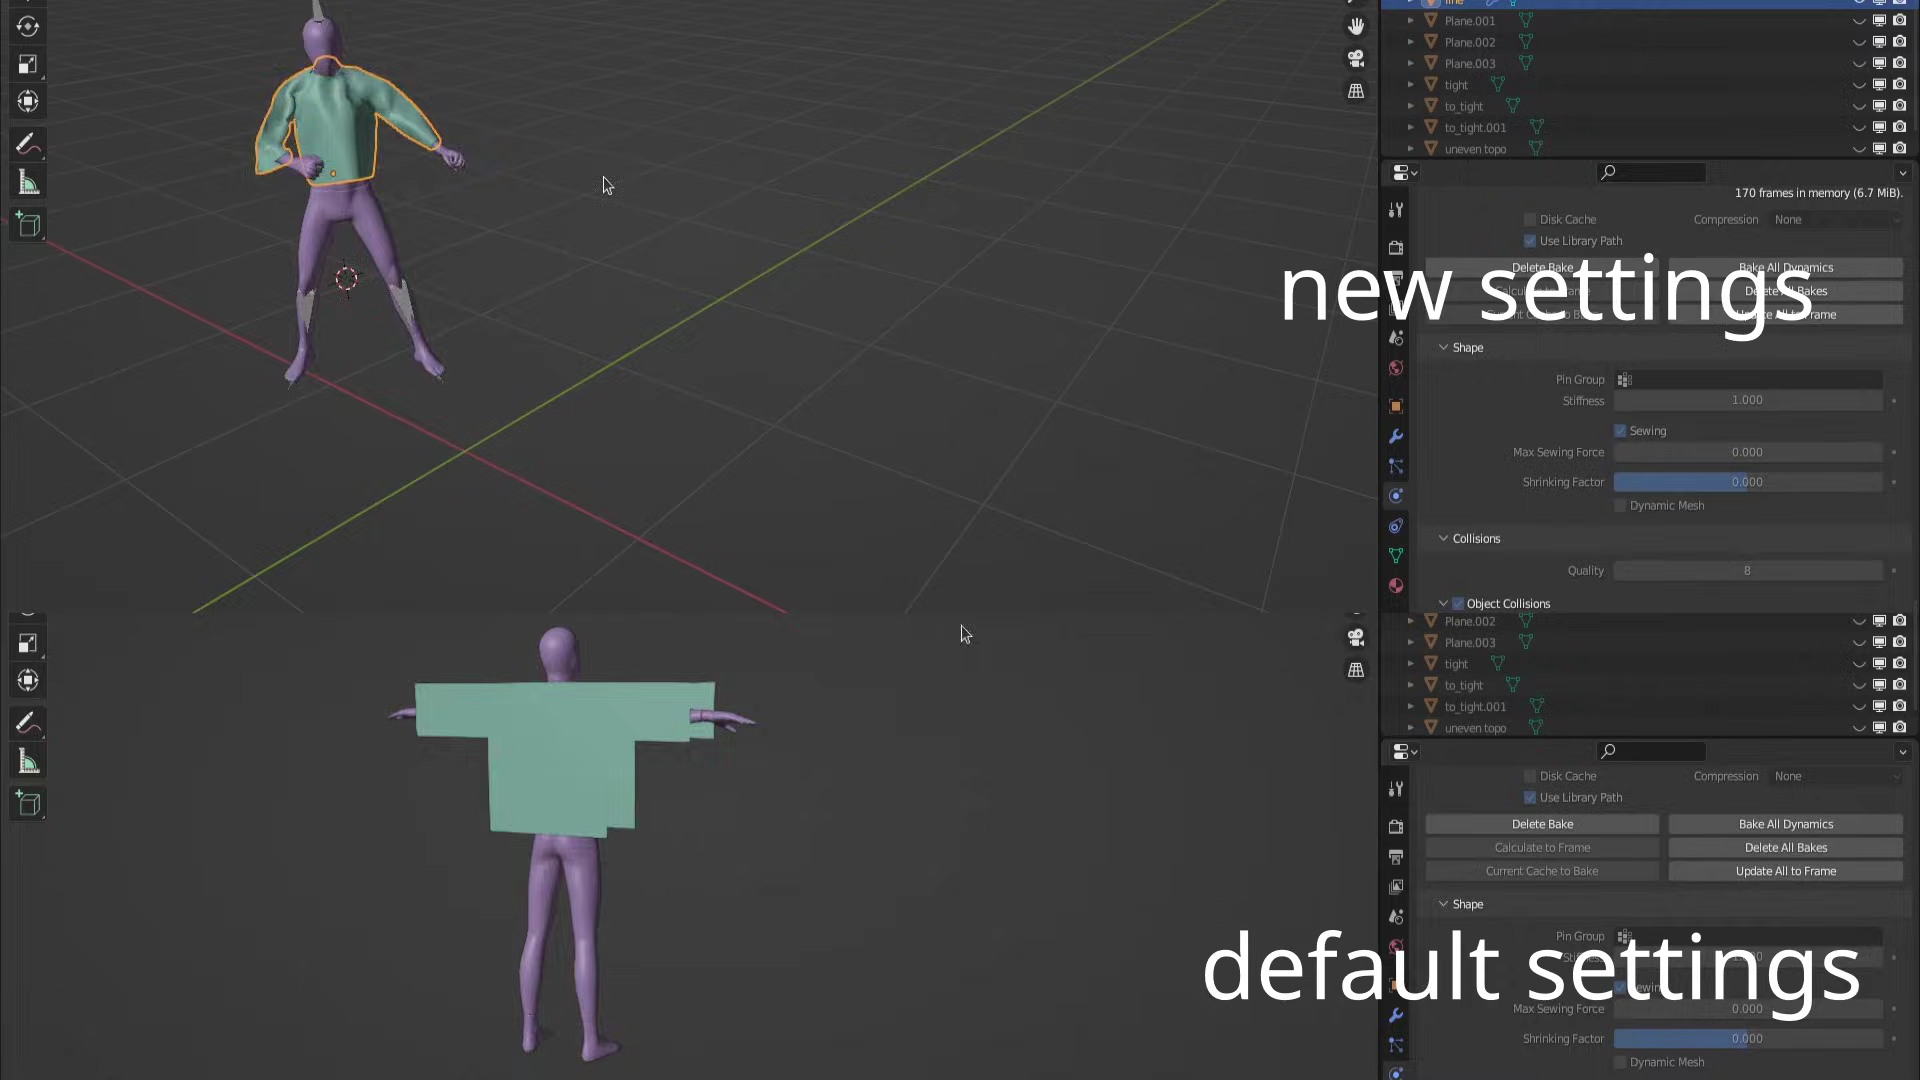 line
Plane.001
Plane.002
Plane.003
tight
to_tight
to_tight.001
uneven topo
170 frames in memory (6.7 MiB).
Disk Cache
Compression None
Use Library Path
Delete Bake
Bake All Dynamics
Delete All Bakes
new settings
Shape
Pin Group
Stiffness 1.000
Sewing
Max Sewing Force 0.000
Shrinking Factor 0.000
Dynamic Mesh
Collisions
Quality 8
Object Collisions
Plane.002
Plane.003
tight
to_tight
to_tight.001
uneven topo
Disk Cache
Compression None
Use Library Path
Delete Bake
Bake All Dynamics
Calculate to Frame
Delete All Bakes
Current Cache to Bake
Update All to Frame
Shape
Pin Group
default settings
Max Sewing Force 0.000
Shrinking Factor 0.000
Dynamic Mesh